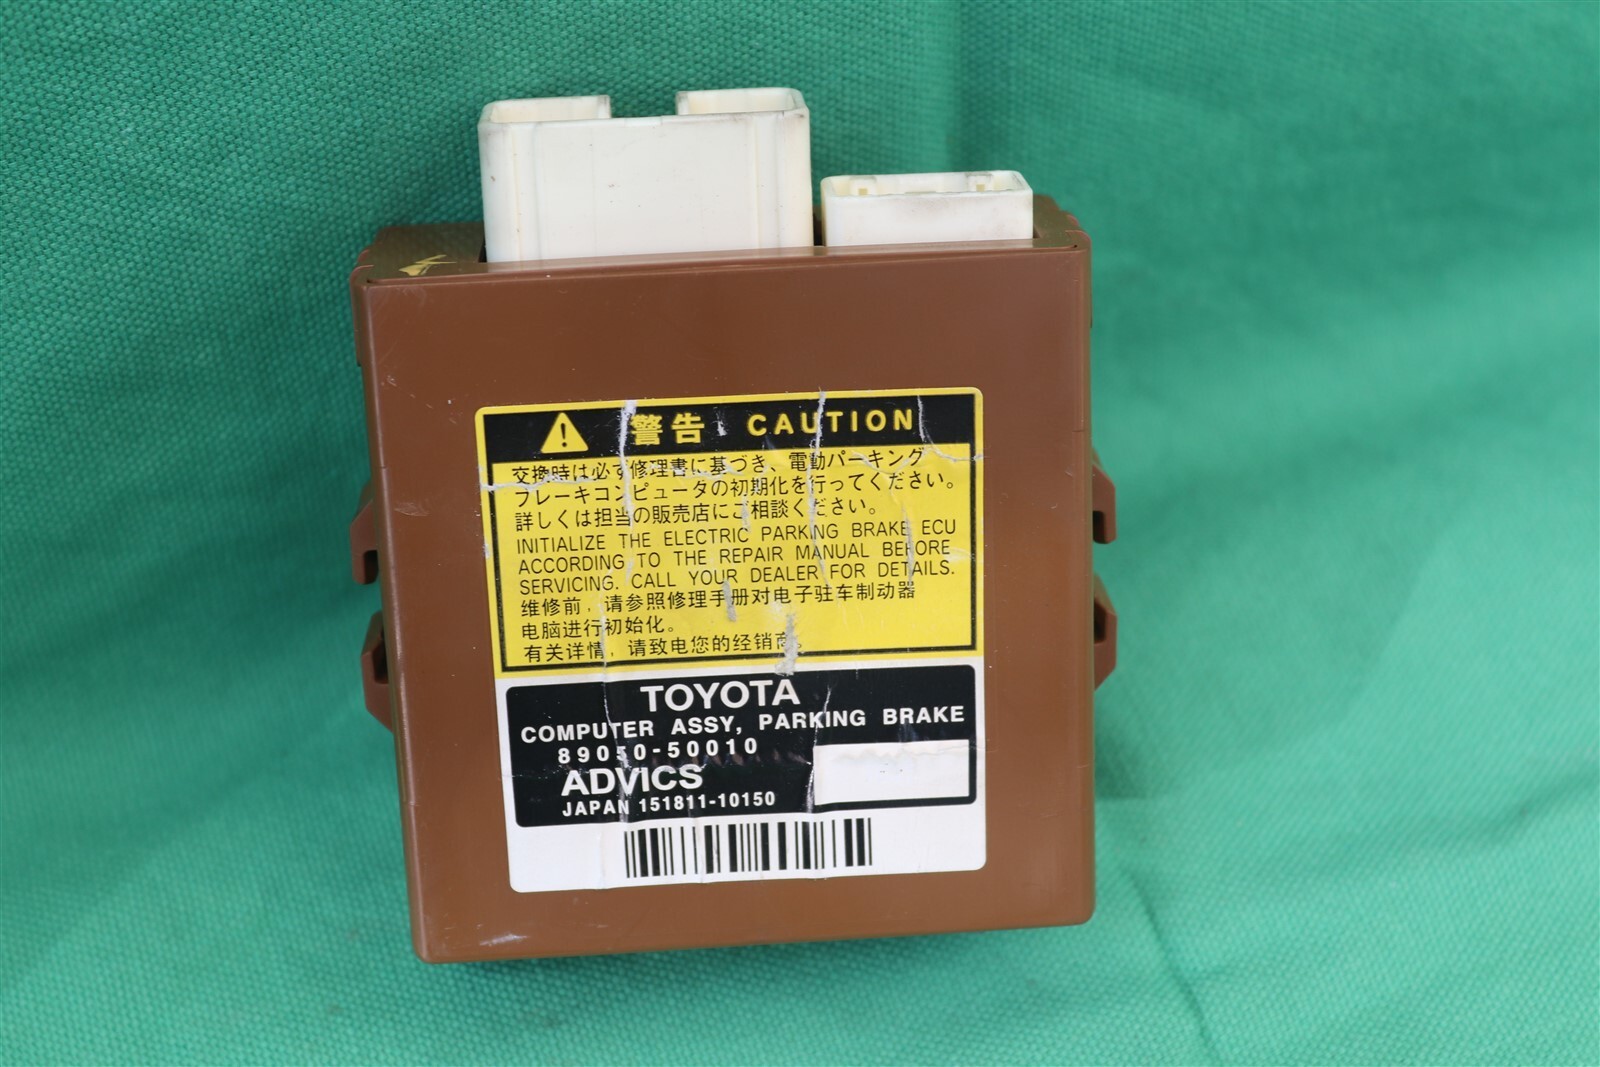 警告 CAUTION
交換時は必ず修理書に基づき、電動パーキング
ブレーキコンピュータの初期化を行ってください。
詳しくは担当の販売店にご相談ください。
INITIALIZE THE ELECTRIC PARKING BRAKE ECU
ACCORDING TO THE REPAIR MANUAL BEFORE
SERVICING. CALL YOUR DEALER FOR DETAILS.
维修前，请参照修理手册对电子驻车制动器
电脑进行初始化。
有关详情，请致电您的经销商。
TOYOTA
COMPUTER ASSY, PARKING BRAKE
89050-50010
ADVICS
JAPAN 151811-10150